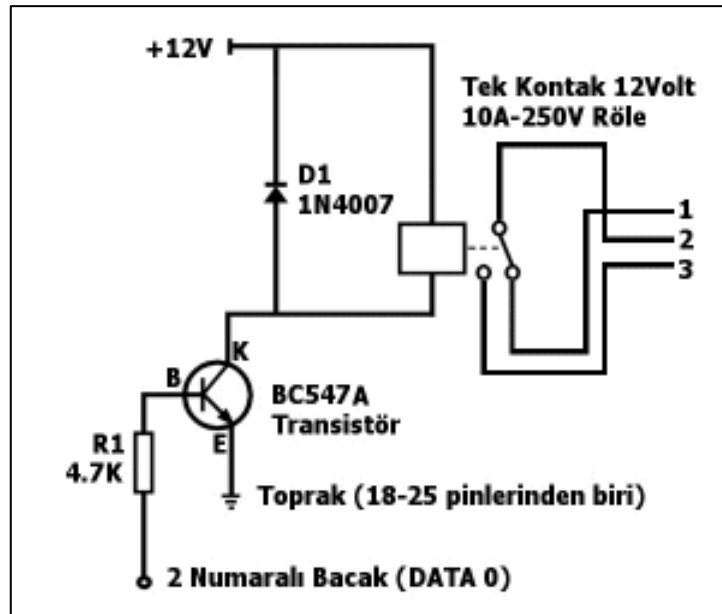 +12V
Tek Kontak 12Volt
10A-250V Röle
D1
1N4007
1
2
3
K
B
BC547A
Transistör
E
R1
4.7K
Toprak (18-25 pinlerinden biri)
2 Numaralı Bacak (DATA 0)